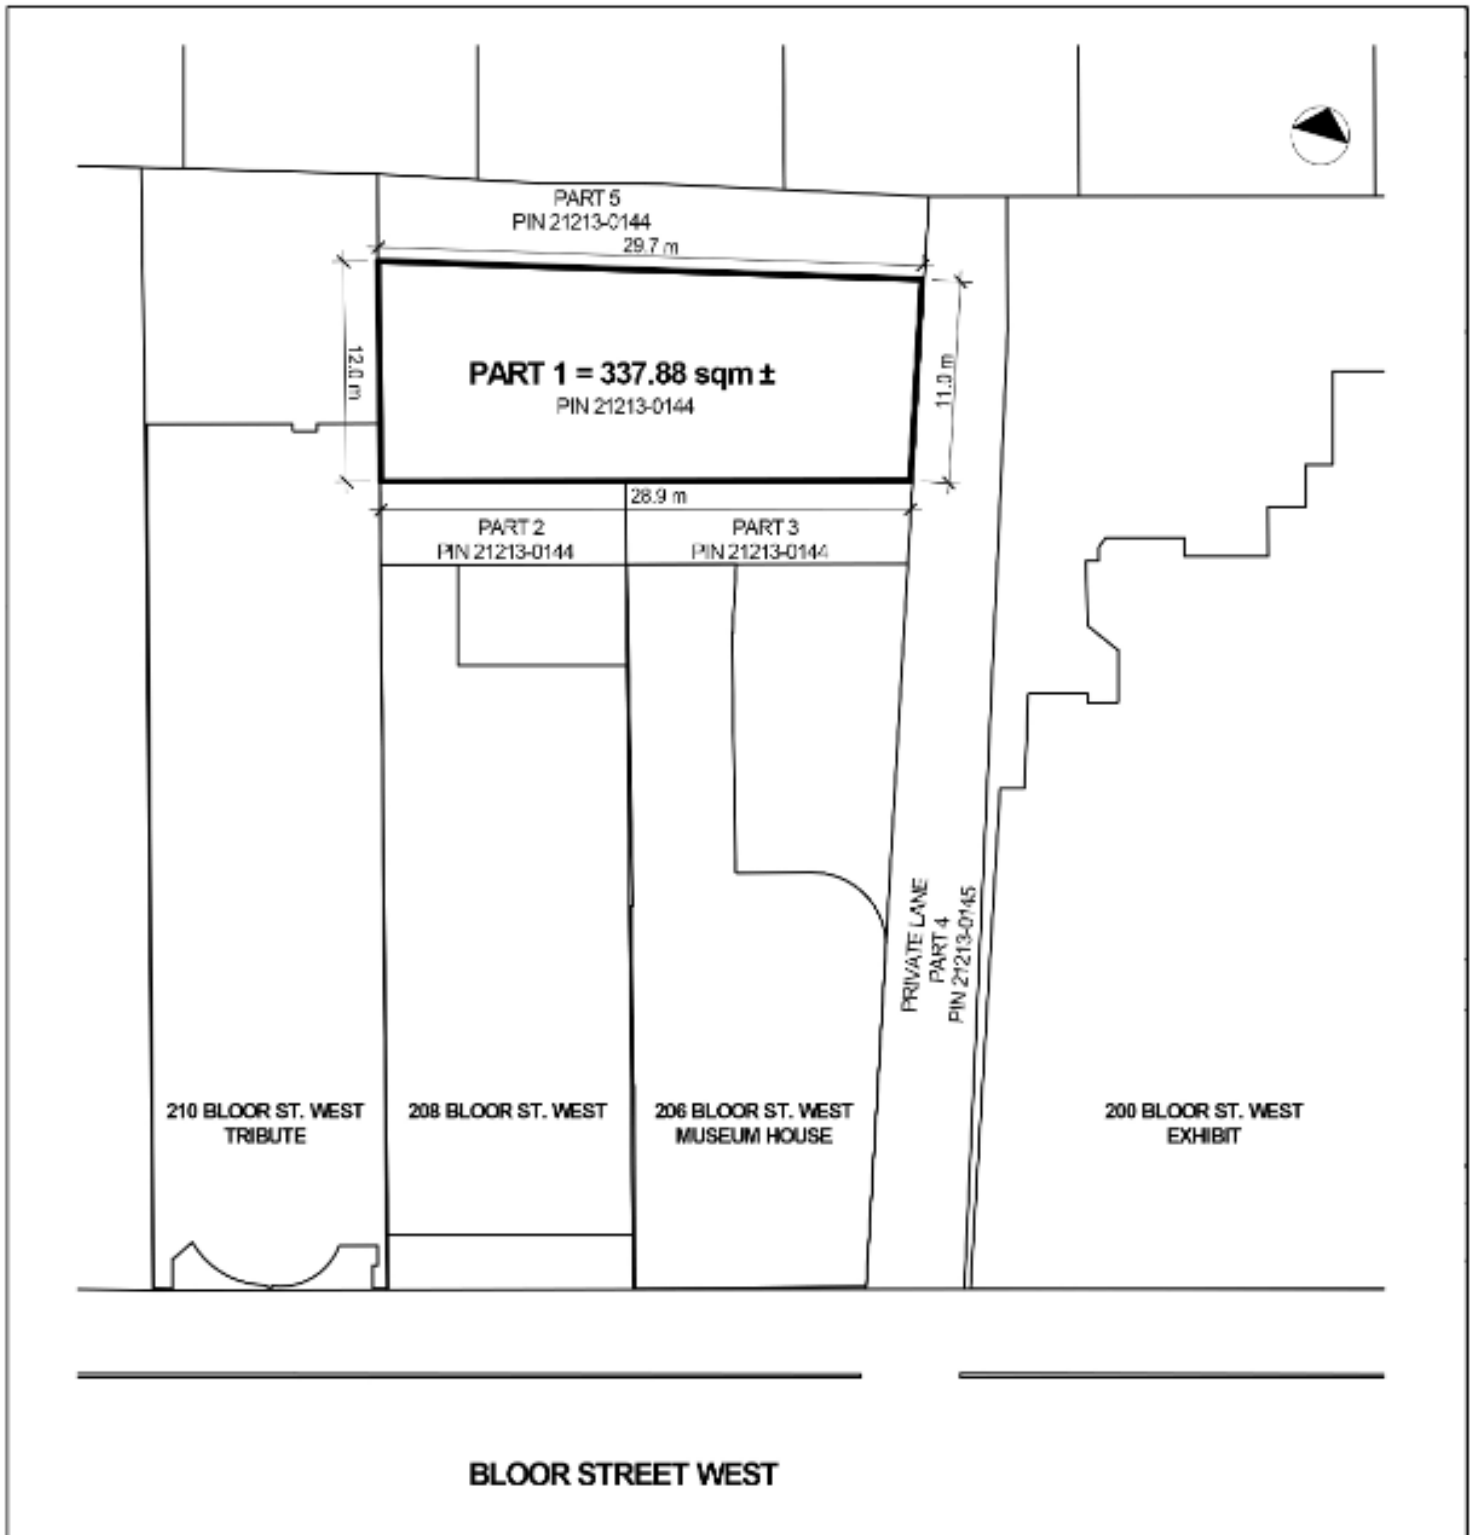 PART 5
PIN 21213-0144
29.7 m
12.0 m
PART 1 = 337.88 sqm ±
PIN 21213-0144
11.0 m
28.9 m
PART 2
PIN 21213-0144
PART 3
PIN 21213-0144
PRIVATE LANE
PART 4
PIN 21213-0145
210 BLOOR ST. WEST
TRIBUTE
208 BLOOR ST. WEST
206 BLOOR ST. WEST
MUSEUM HOUSE
200 BLOOR ST. WEST
EXHIBIT
BLOOR STREET WEST